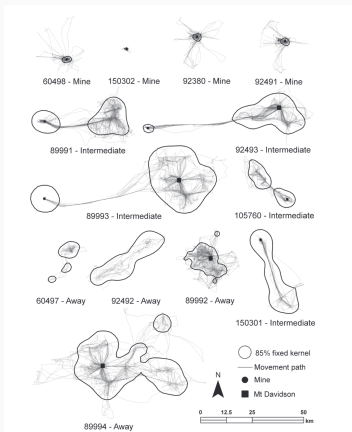 60498 - Mine 150302 - Mine 92380 - Mine 92491 - Mine
89991 - Intermediate 92493 - Intermediate
89993 - Intermediate 105760 - Intermediate
60497 - Away 92492 - Away 89992 - Away
150301 - Intermediate
85% fixed kernel
Movement path
N
Mine
Mt Davidson
0 12.5 25 50
km
89994 - Away